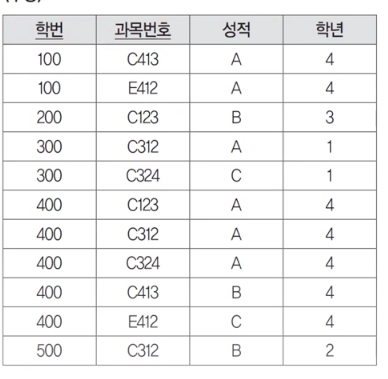 학번 과목번호 성적 학년
100 C413 A 4
100 E412 A 4
200 C123 B 3
300 C312 A 1
300 C324 C 1
400 C123 A 4
400 C312 A 4
400 C324 A 4
400 C413 B 4
400 E412 C 4
500 C312 B 2